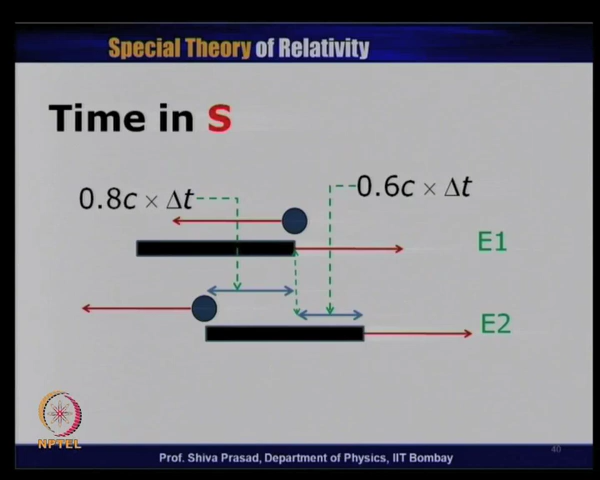 Special Theory of Relativity
Time in S
0.8c × Δt
0.6c × Δt
E1
E2
NPTEL
Prof. Shiva Prasad, Department of Physics, IIT Bombay
40